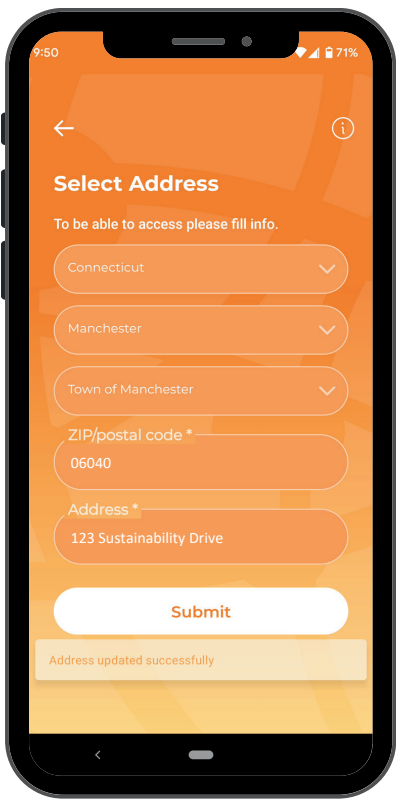 9:50
71%
Select Address
To be able to access please fill info.
Connecticut
Manchester
Town of Manchester
ZIP/postal code *
06040
Address *
123 Sustainability Drive
Submit
Address updated successfully